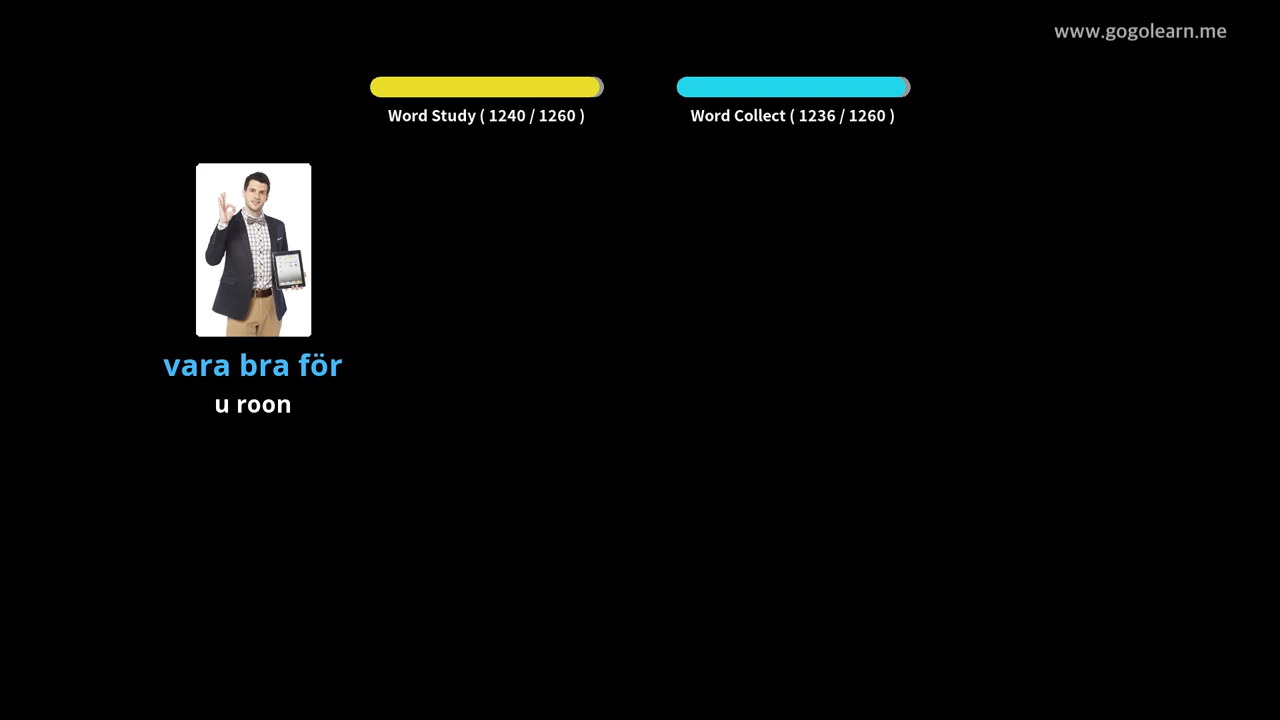 www.gogolearn.me
Word Study ( 1240 / 1260 )
Word Collect ( 1236 / 1260 )
vara bra för
u roon